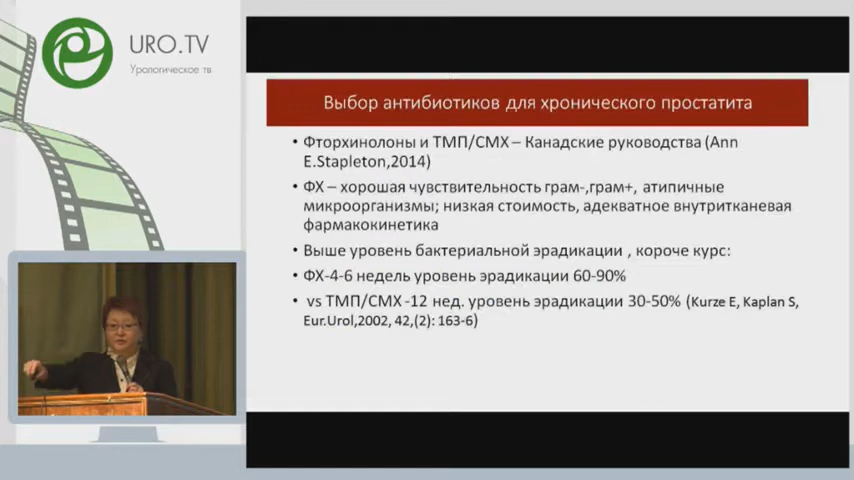 URO.TV
Урологическое тв
Выбор антибиотиков для хронического простатита
• Фторхинолоны и ТМП/СМХ – Канадские руководства (Ann
E.Stapleton,2014)
• ФХ – хорошая чувствительность грам-,грам+, атипичные
микроорганизмы; низкая стоимость, адекватное внутритканевая
фармакокинетика
• Выше уровень бактериальной эрадикации , короче курс:
• ФХ-4-6 недель уровень эрадикации 60-90%
• vs ТМП/СМХ -12 нед. уровень эрадикации 30-50% (Kurze E, Kaplan S,
Eur.Urol,2002, 42,(2): 163-6)